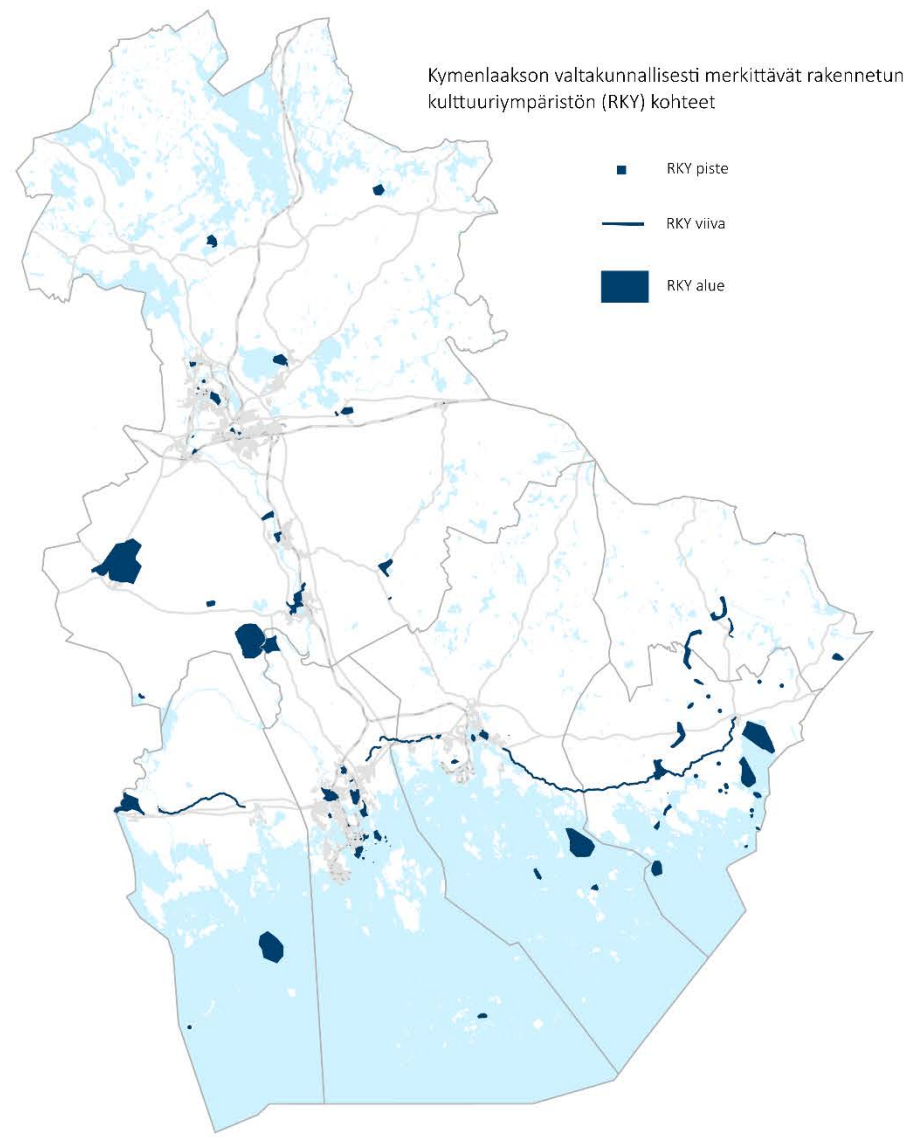 Kymenlaakson valtakunnallisesti merkittävät rakennetun
kulttuuriympäristön (RKY) kohteet
RKY piste
RKY viiva
RKY alue